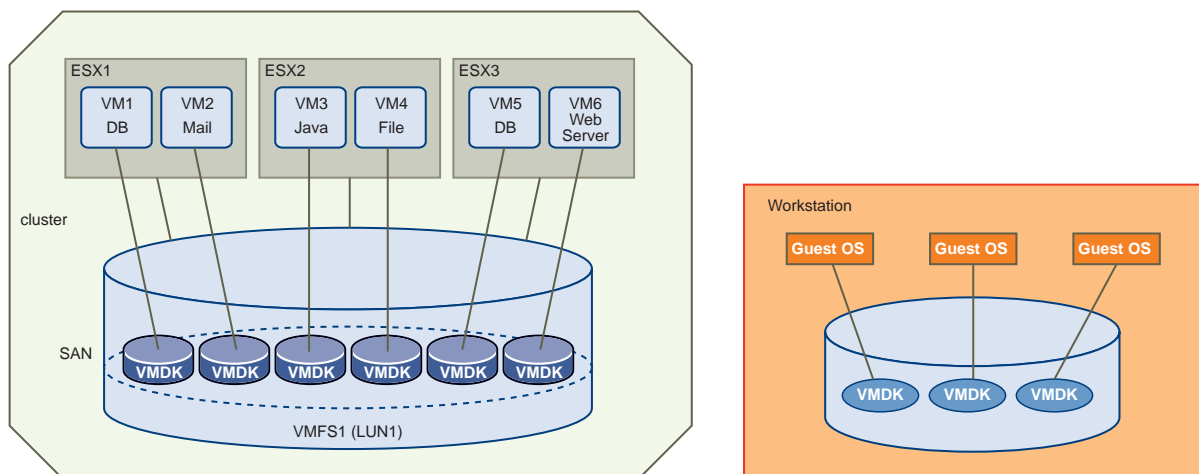 ESX1
VM1
DB
VM2
Mail
ESX2
VM3
Java
VM4
File
ESX3
VM5
DB
VM6
Web
Server
cluster
SAN
VMDK
VMDK
VMDK
VMDK
VMDK
VMDK
VMFS1 (LUN1)
Workstation
Guest OS
Guest OS
Guest OS
VMDK
VMDK
VMDK